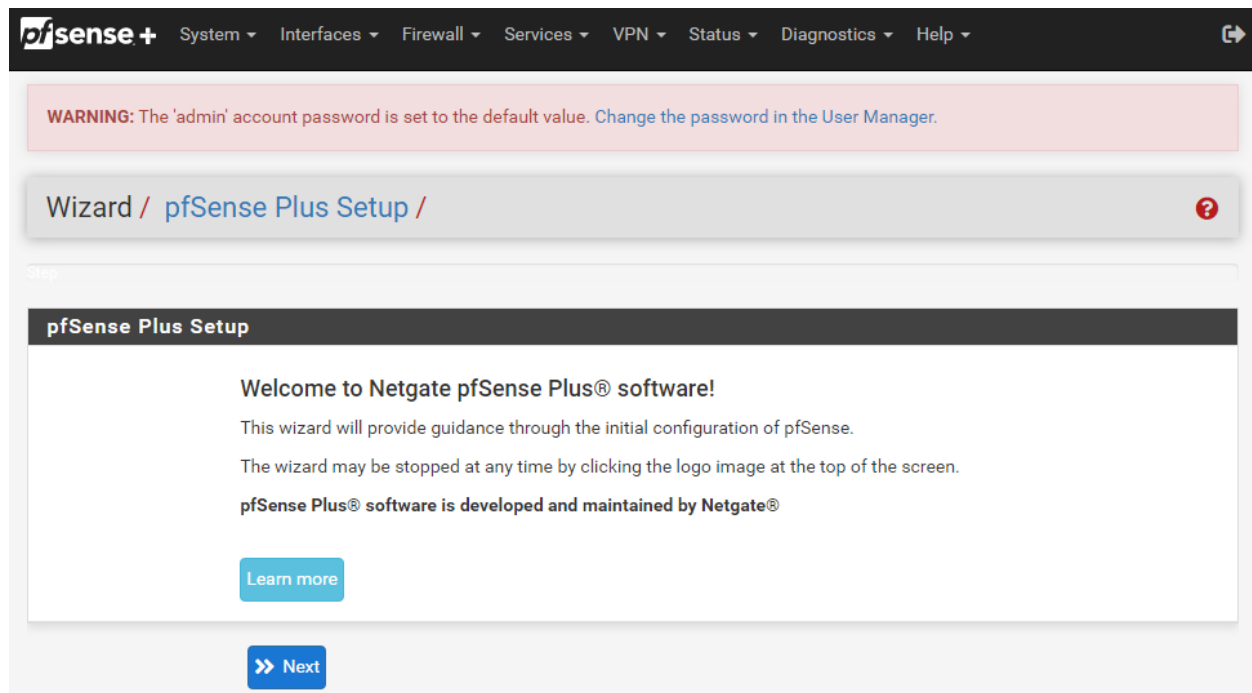 pfsense+ System Interfaces Firewall Services VPN Status Diagnostics Help
WARNING: The 'admin' account password is set to the default value. Change the password in the User Manager.
Wizard / pfSense Plus Setup /
Step
pfSense Plus Setup
Welcome to Netgate pfSense Plus® software!
This wizard will provide guidance through the initial configuration of pfSense.
The wizard may be stopped at any time by clicking the logo image at the top of the screen.
pfSense Plus® software is developed and maintained by Netgate®
Learn more
Next